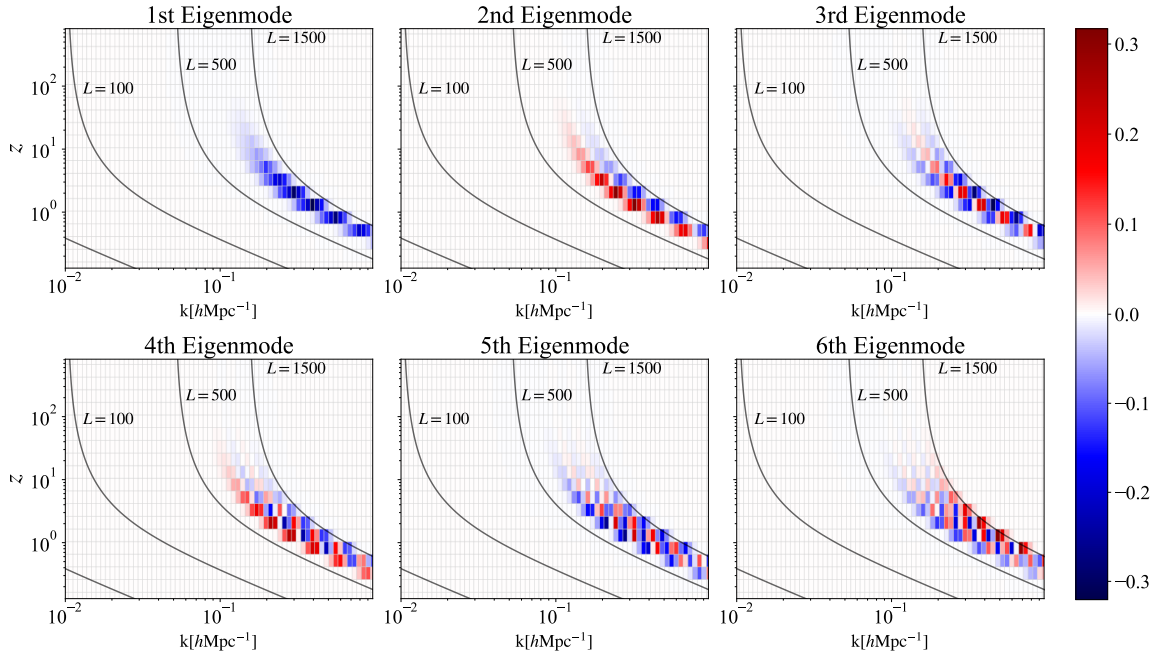 1st Eigenmode 2nd Eigenmode 3rd Eigenmode
L = 1500 L = 1500 L = 1500
L = 500 L = 500 L = 500
L = 100 L = 100 L = 100
10² 10¹ 10⁰
z
10⁻² 10⁻¹ 10⁻² 10⁻¹ 10⁻² 10⁻¹
k[hMpc⁻¹] k[hMpc⁻¹] k[hMpc⁻¹]
4th Eigenmode 5th Eigenmode 6th Eigenmode
L = 1500 L = 1500 L = 1500
L = 500 L = 500 L = 500
L = 100 L = 100 L = 100
10² 10¹ 10⁰
z
10⁻² 10⁻¹ 10⁻² 10⁻¹ 10⁻² 10⁻¹
k[hMpc⁻¹] k[hMpc⁻¹] k[hMpc⁻¹]
0.3
0.2
0.1
0.0
−0.1
−0.2
−0.3